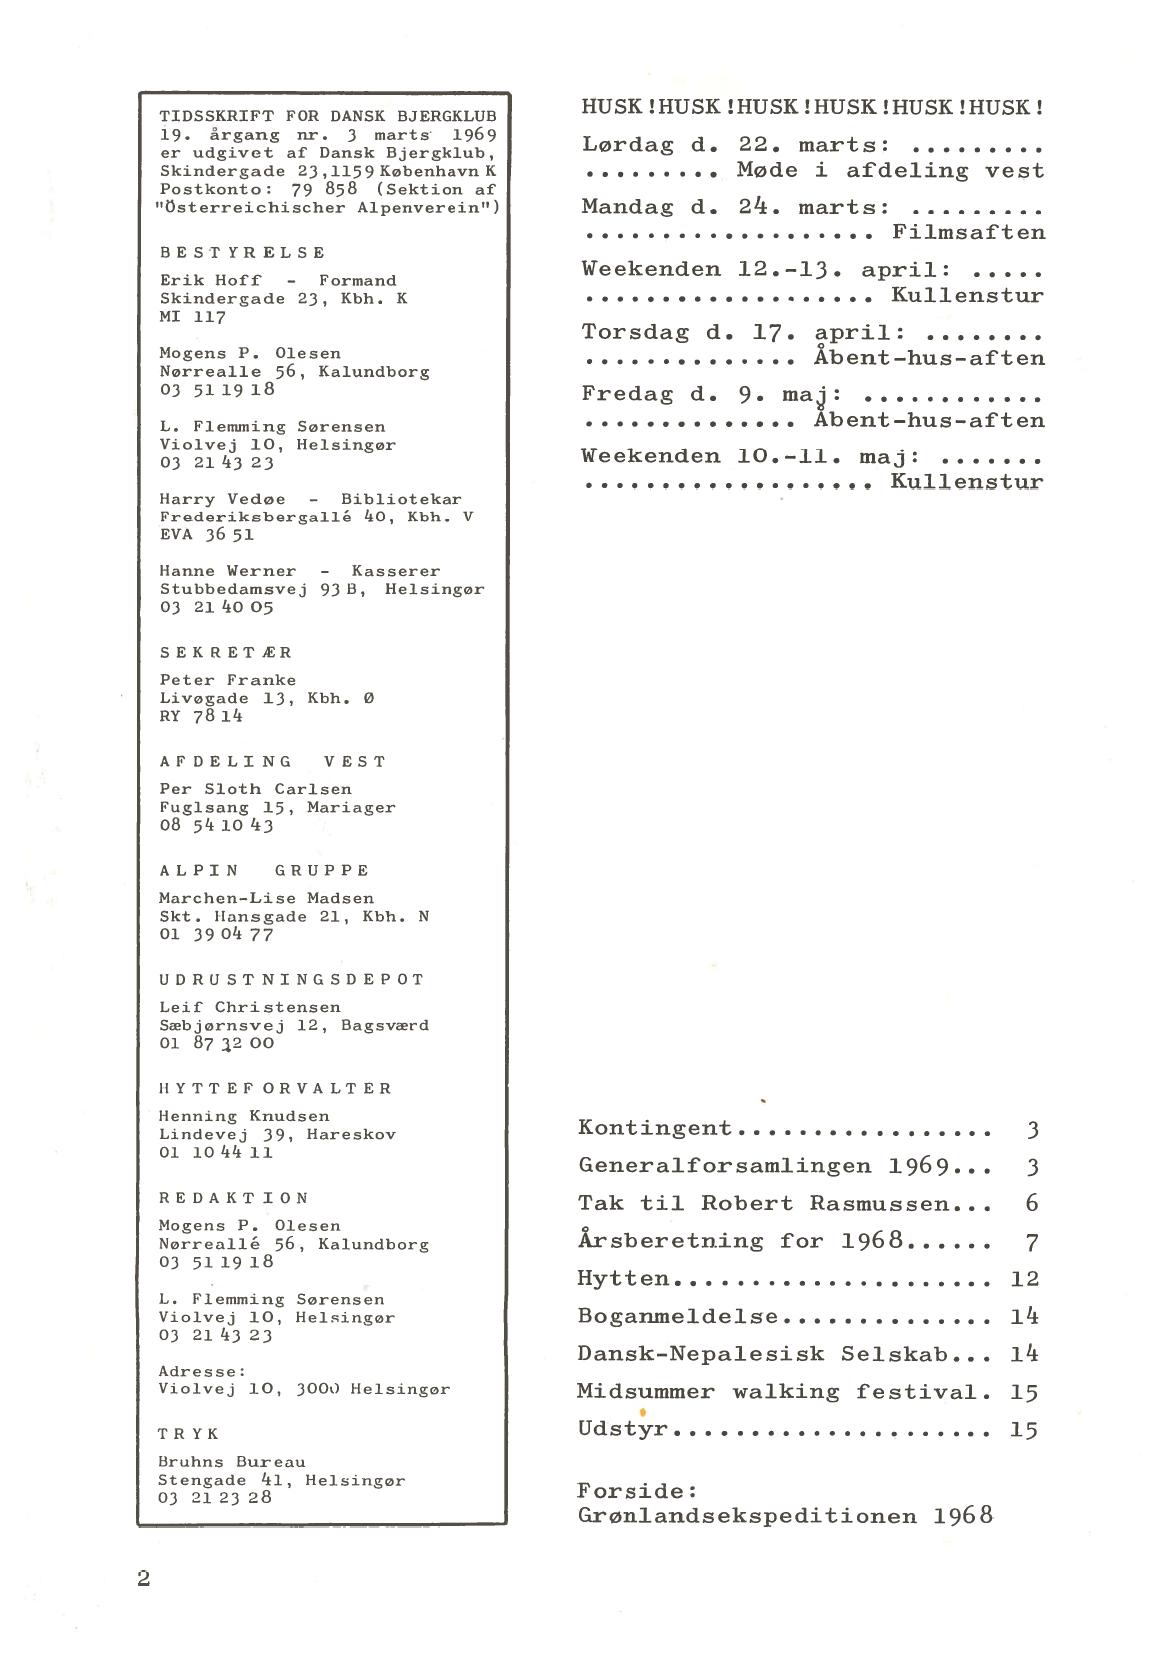 TIDSSKRIFT FOR DANSK BJERGKLUB
19. årgang nr. 3 marts 1969
er udgivet af Dansk Bjergklub,
Skindergade 23,1159 København K
Postkonto: 79 858 (Sektion af
"Österreichischer Alpenverein")
BESTYRELSE
Erik Hoff - Formand
Skindergade 23, Kbh. K
MI 117
Mogens P. Olesen
Nørrealle 56, Kalundborg
03 51 19 18
L. Flemming Sørensen
Violvej 10, Helsingør
03 21 43 23
Harry Vedøe - Bibliotekar
Frederiksbergallé 40, Kbh. V
EVA 36 51
Hanne Werner - Kasserer
Stubbedamsvej 93 B, Helsingør
03 21 40 05
SEKRETÆR
Peter Franke
Livøgade 13, Kbh. Ø
RY 78 14
AFDELING VEST
Per Sloth Carlsen
Fuglsang 15, Mariager
08 54 10 43
ALPIN GRUPPE
Marchen-Lise Madsen
Skt. Hansgade 21, Kbh. N
01 39 04 77
UDRUSTNINGSDEPOT
Leif Christensen
Sæbjørnsvej 12, Bagsværd
01 87 32 00
HYTTEFORVALTER
Henning Knudsen
Lindevej 39, Hareskov
01 10 44 11
REDAKTION
Mogens P. Olesen
Nørreallé 56, Kalundborg
03 51 19 18
L. Flemming Sørensen
Violvej 10, Helsingør
03 21 43 23
Adresse:
Violvej 10, 3000 Helsingør
TRYK
Bruhns Bureau
Stengade 41, Helsingør
03 21 23 28
HUSK!HUSK!HUSK!HUSK!HUSK!HUSK!
Lørdag d. 22. marts: .........
......... Møde i afdeling vest
Mandag d. 24. marts: .........
................... Filmsaften
Weekenden 12.-13. april: .....
................... Kullenstur
Torsdag d. 17. april: ........
.............. Åbent-hus-aften
Fredag d. 9. maj: ............
.............. Åbent-hus-aften
Weekenden 10.-11. maj: .......
................... Kullenstur
Kontingent................. 3
Generalforsamlingen 1969... 3
Tak til Robert Rasmussen... 6
Årsberetning for 1968...... 7
Hytten..................... 12
Boganmeldelse.............. 14
Dansk-Nepalesisk Selskab... 14
Midsummer walking festival. 15
Udstyr..................... 15
Forside:
Grønlandsekspeditionen 1968
2